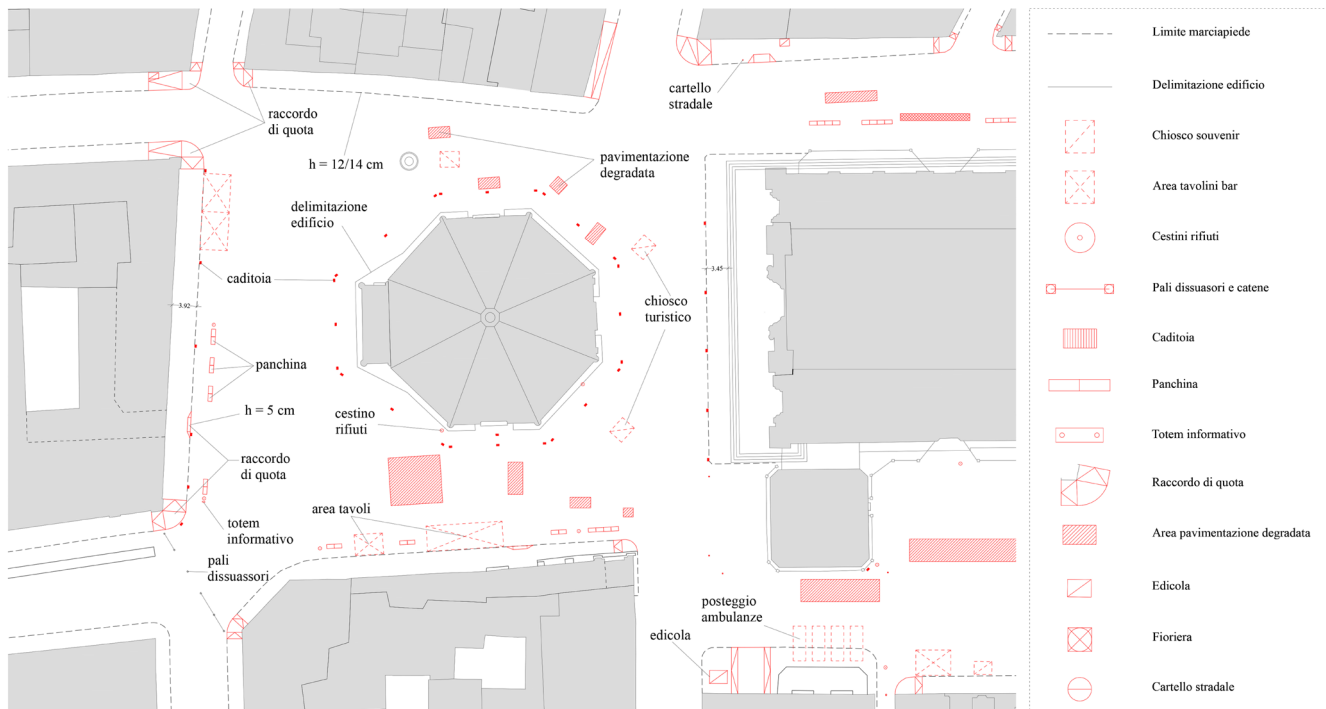 cartello
stradale
raccordo
di quota
h = 12/14 cm
pavimentazione
degradata
delimitazione
edificio
caditoia
3.92
3.45
chiosco
turistico
panchina
h = 5 cm
cestino
rifiuti
raccordo
di quota
area tavoli
totem
informativo
pali
dissuassori
posteggio
ambulanze
edicola
Limite marciapiede
Delimitazione edificio
Chiosco souvenir
Area tavolini bar
Cestini rifiuti
Pali dissuasori e catene
Caditoia
Panchina
Totem informativo
Raccordo di quota
Area pavimentazione degradata
Edicola
Fioriera
Cartello stradale